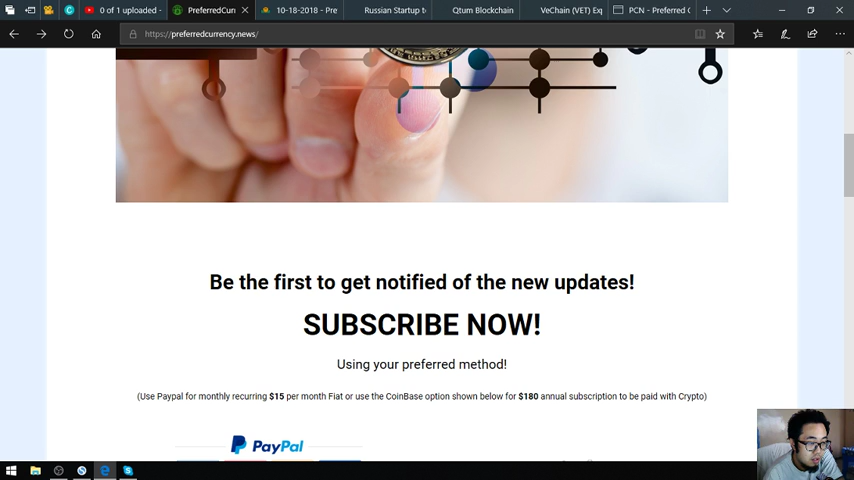 0 of 1 uploaded -
PreferredCur
10-18-2018 - Pre
Russian Startup t
Qtum Blockchain
VeChain (VET) Exp
PCN - Preferred C
https://preferredcurrency.news/
Be the first to get notified of the new updates!
SUBSCRIBE NOW!
Using your preferred method!
(Use Paypal for monthly recurring $15 per month Fiat or use the CoinBase option shown below for $180 annual subscription to be paid with Crypto)
PayPal